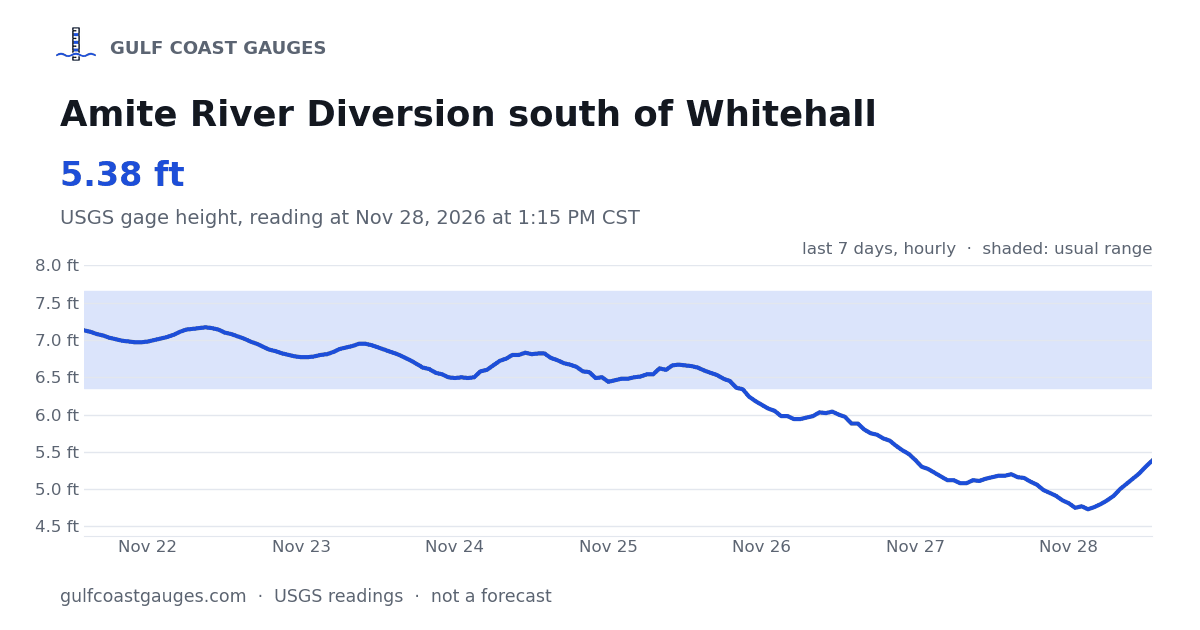 GULF COAST GAUGES
Amite River Diversion south of Whitehall
5.38 ft
USGS gage height, reading at Nov 28, 2026 at 1:15 PM CST
last 7 days, hourly · shaded: usual range
8.0 ft
7.5 ft
7.0 ft
6.5 ft
6.0 ft
5.5 ft
5.0 ft
4.5 ft
Nov 22 Nov 23 Nov 24 Nov 25 Nov 26 Nov 27 Nov 28
gulfcoastgauges.com · USGS readings · not a forecast